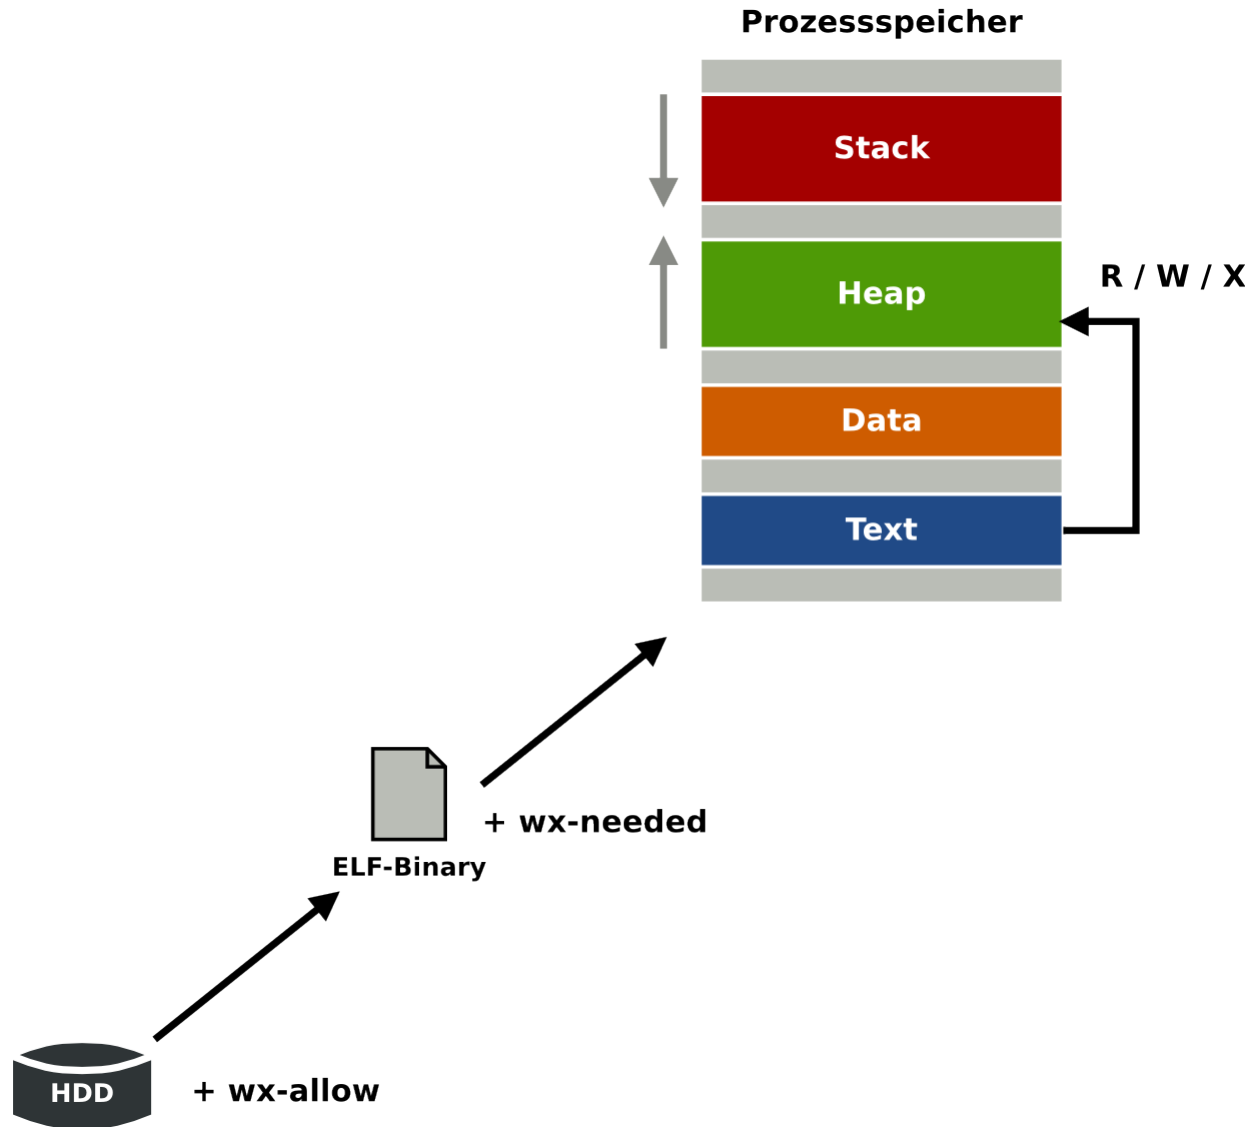 Prozessspeicher
Stack
Heap
R / W / X
Data
Text
+ wx-needed
ELF-Binary
HDD
+ wx-allow